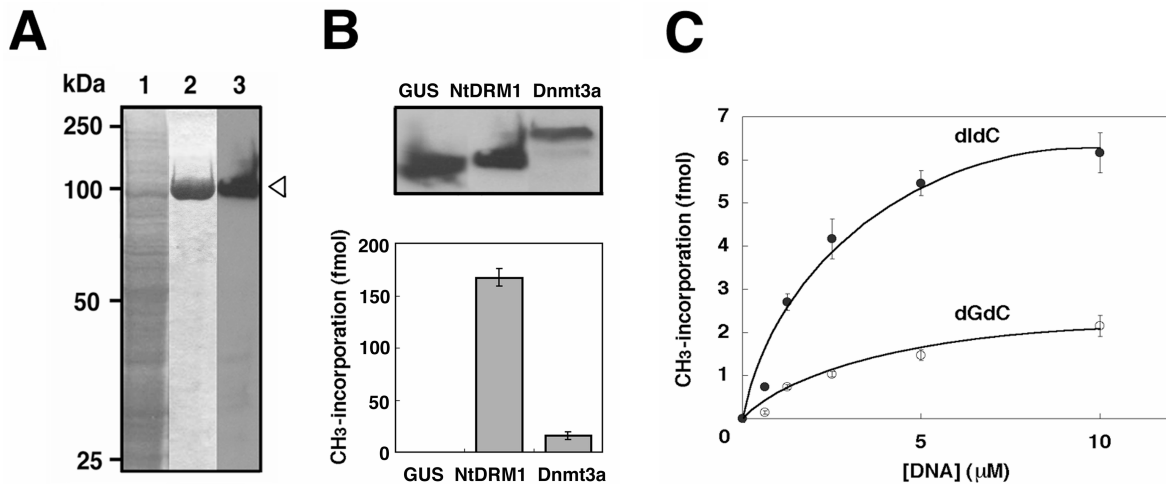 A
kDa 1 2 3
250
100
50
25
B
GUS NtDRM1 Dnmt3a
CH3-incorporation (fmol)
200
150
100
50
0
GUS NtDRM1 Dnmt3a
C
CH3-incorporation (fmol)
7
6
5
4
3
2
1
0
dIdC
dGdC
5 10
[DNA] (μM)